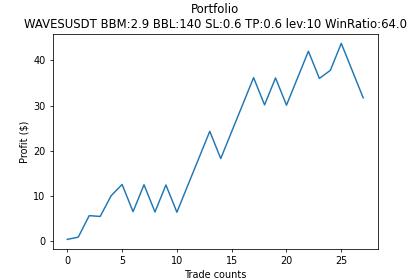 Portfolio
WAVESUSDT BBM:2.9 BBL:140 SL:0.6 TP:0.6 lev:10 WinRatio:64.0
Profit ($)
40
30
20
10
0
0 5 10 15 20 25
Trade counts